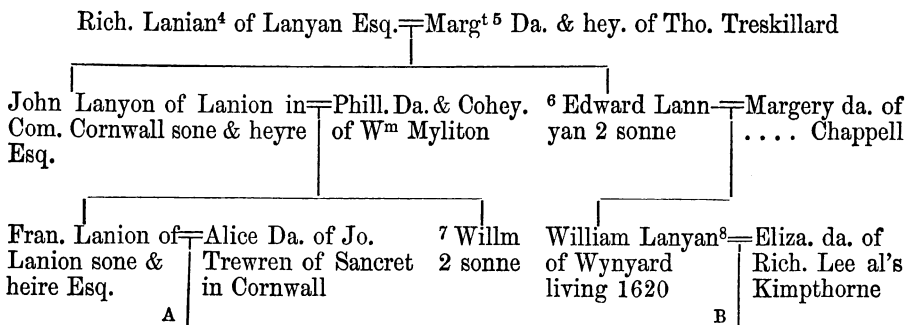 Rich. Lanian⁴ of Lanyan Esq.═Margᵗ ⁵ Da. & hey. of Tho. Treskillard
John Lanyon of Lanion in═Phill. Da. & Cohey.
Com. Cornwall sone & heyre of Wᵐ Myliton
Esq.
⁶ Edward Lann-═Margery da. of
yan 2 sonne .... Chappell
Fran. Lanion of═Alice Da. of Jo.
Lanion sone & Trewren of Sancret
heire Esq. in Cornwall
A
⁷ Willm
2 sonne
William Lanyan⁸═Eliza. da. of
of Wynyard Rich. Lee al's
living 1620 Kimpthorne
B